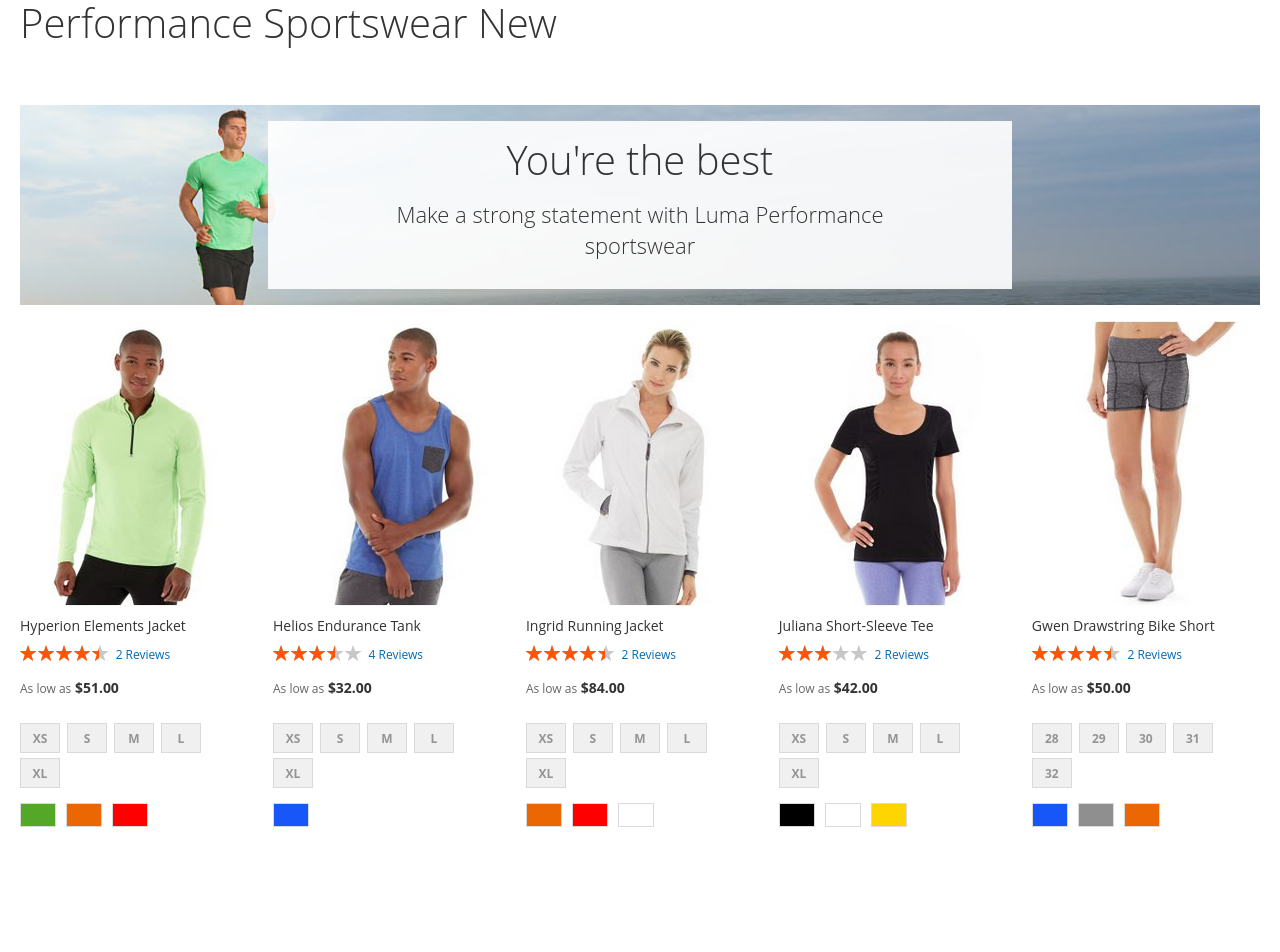 Performance Sportswear New
You're the best
Make a strong statement with Luma Performance
sportswear
Hyperion Elements Jacket
2 Reviews
As low as $51.00
XS S M L
XL
Helios Endurance Tank
4 Reviews
As low as $32.00
XS S M L
XL
Ingrid Running Jacket
2 Reviews
As low as $84.00
XS S M L
XL
Juliana Short-Sleeve Tee
2 Reviews
As low as $42.00
XS S M L
XL
Gwen Drawstring Bike Short
2 Reviews
As low as $50.00
28 29 30 31
32